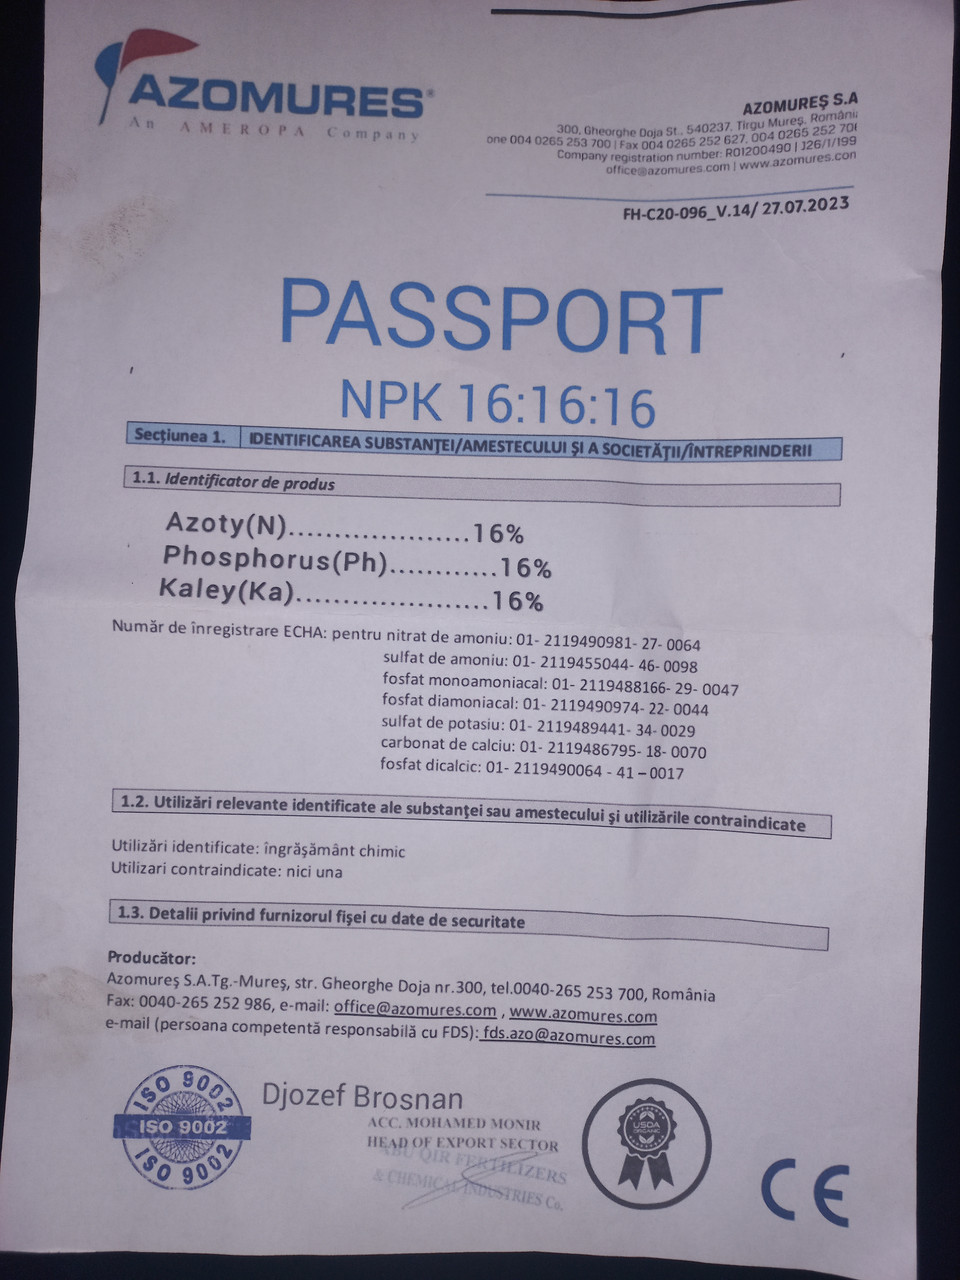 AZOMURES®
An AMEROPA Company
AZOMUREŞ S.A
300, Gheorghe Doja St., 540237, Tîrgu Mureş, Români
one 004 0265 253 700 | Fax 004 0265 252 627, 004 0265 252 70
Company registration number: RO1200490 | J26/1/199
office@azomures.com | www.azomures.con
FH-C20-096_V.14/ 27.07.2023
PASSPORT
NPK 16:16:16
Secţiunea 1. IDENTIFICAREA SUBSTANŢEI/AMESTECULUI ŞI A SOCIETĂŢII/ÎNTREPRINDERII
1.1. Identificator de produs
Azoty(N)....................16%
Phosphorus(Ph)............16%
Kaley(Ka)......................16%
Număr de înregistrare ECHA: pentru nitrat de amoniu: 01- 2119490981- 27- 0064
sulfat de amoniu: 01- 2119455044- 46- 0098
fosfat monoamoniacal: 01- 2119488166- 29- 0047
fosfat diamoniacal: 01- 2119490974- 22- 0044
sulfat de potasiu: 01- 2119489441- 34- 0029
carbonat de calciu: 01- 2119486795- 18- 0070
fosfat dicalcic: 01- 2119490064 - 41 – 0017
1.2. Utilizări relevante identificate ale substanţei sau amestecului şi utilizările contraindicate
Utilizări identificate: îngrăşământ chimic
Utilizari contraindicate: nici una
1.3. Detalii privind furnizorul fişei cu date de securitate
Producător:
Azomureş S.A.Tg.-Mureş, str. Gheorghe Doja nr.300, tel.0040-265 253 700, România
Fax: 0040-265 252 986, e-mail: office@azomures.com , www.azomures.com
e-mail (persoana competentă responsabilă cu FDS): fds.azo@azomures.com
ISO 9002
ISO 9002
ISO 9002
Djozef Brosnan
ACC. MOHAMED MONIR
HEAD OF EXPORT SECTOR
ABU QIR FERTILIZERS
& CHEMICAL INDUSTRIES Co.
USDA
ORGANIC
CE